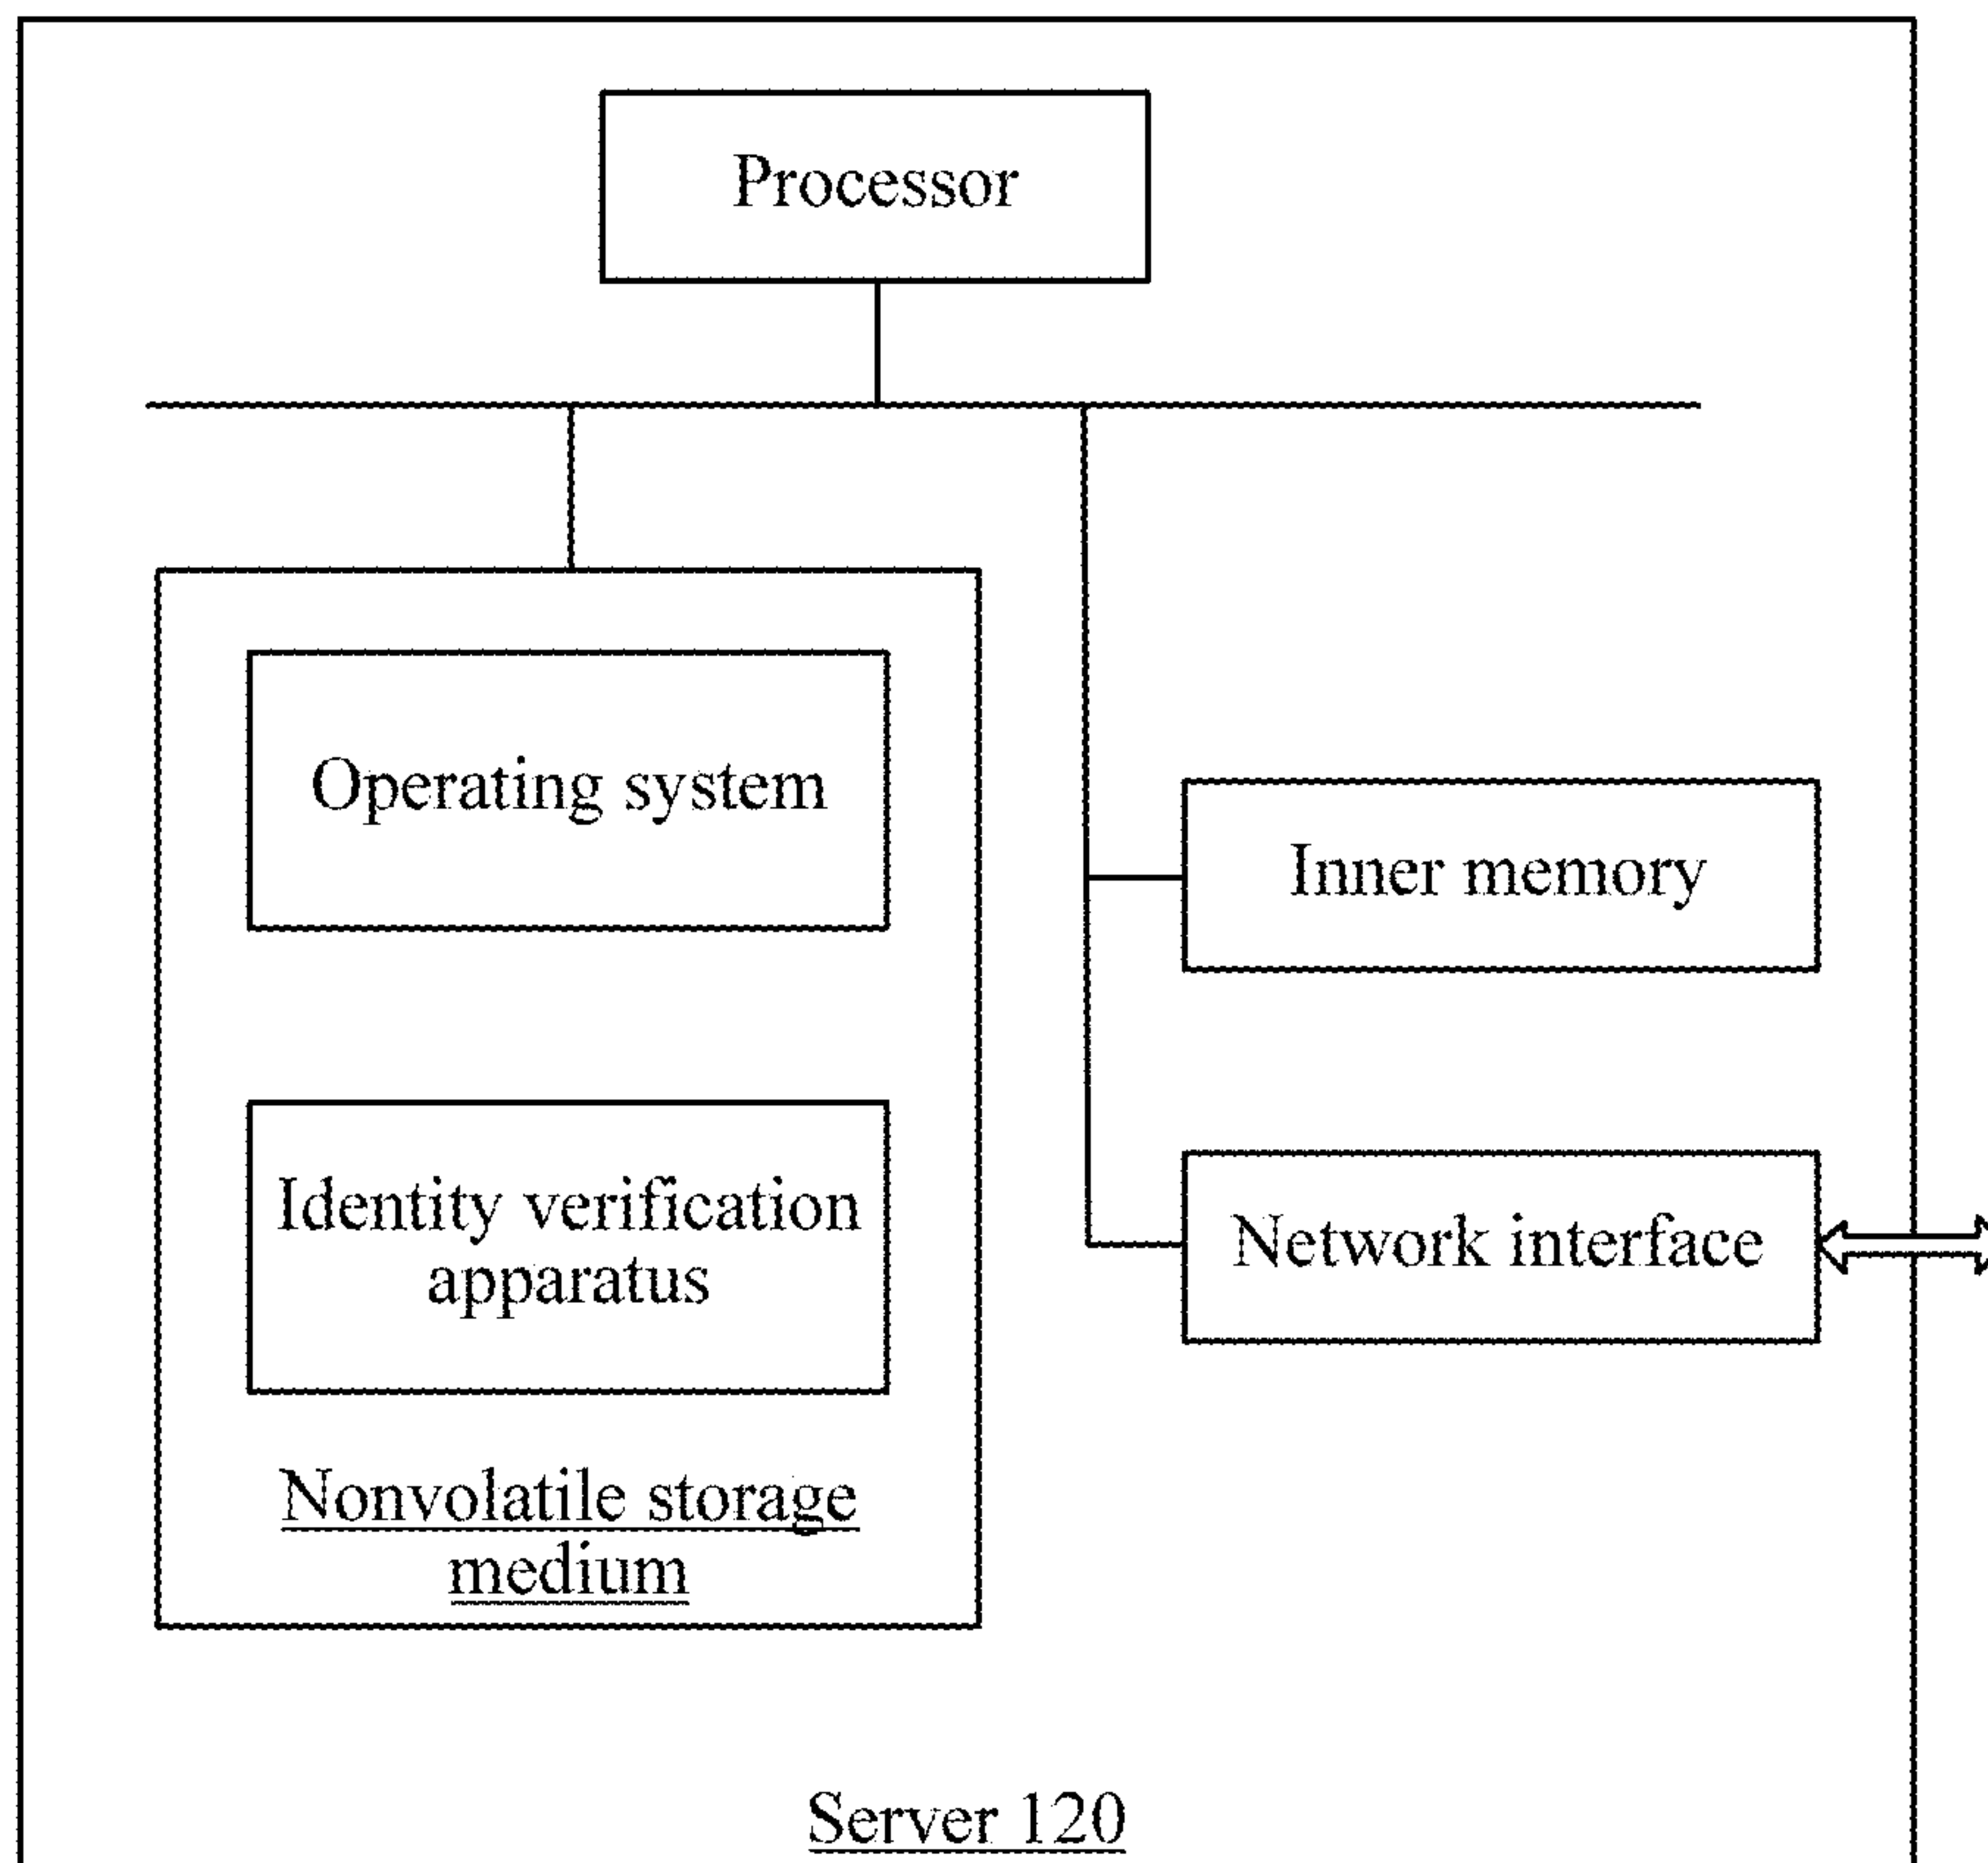 Processor
Operating system
Inner memory
Identity verification
apparatus
Network interface
Nonvolatile storage
medium
Server 120